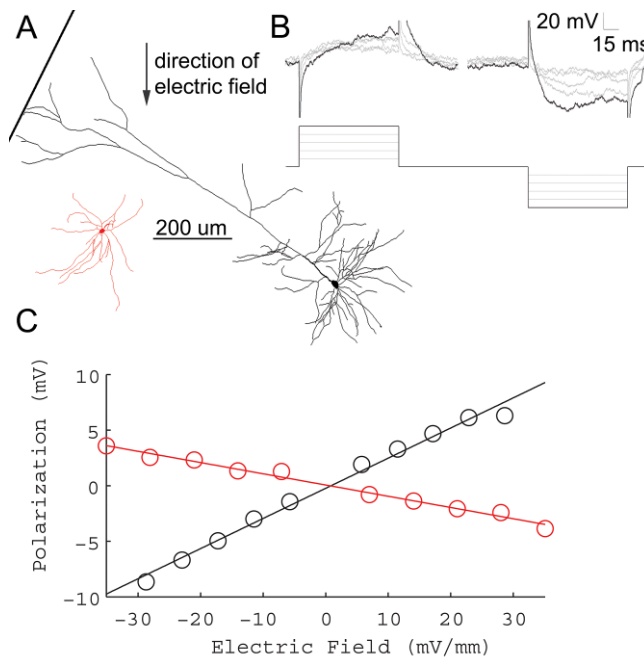 A
direction of
electric field
200 um
B
20 mV
15 ms
C
Polarization (mV)
10
5
0
−5
−10
−30
−20
−10
0
10
20
30
Electric Field (mV/mm)